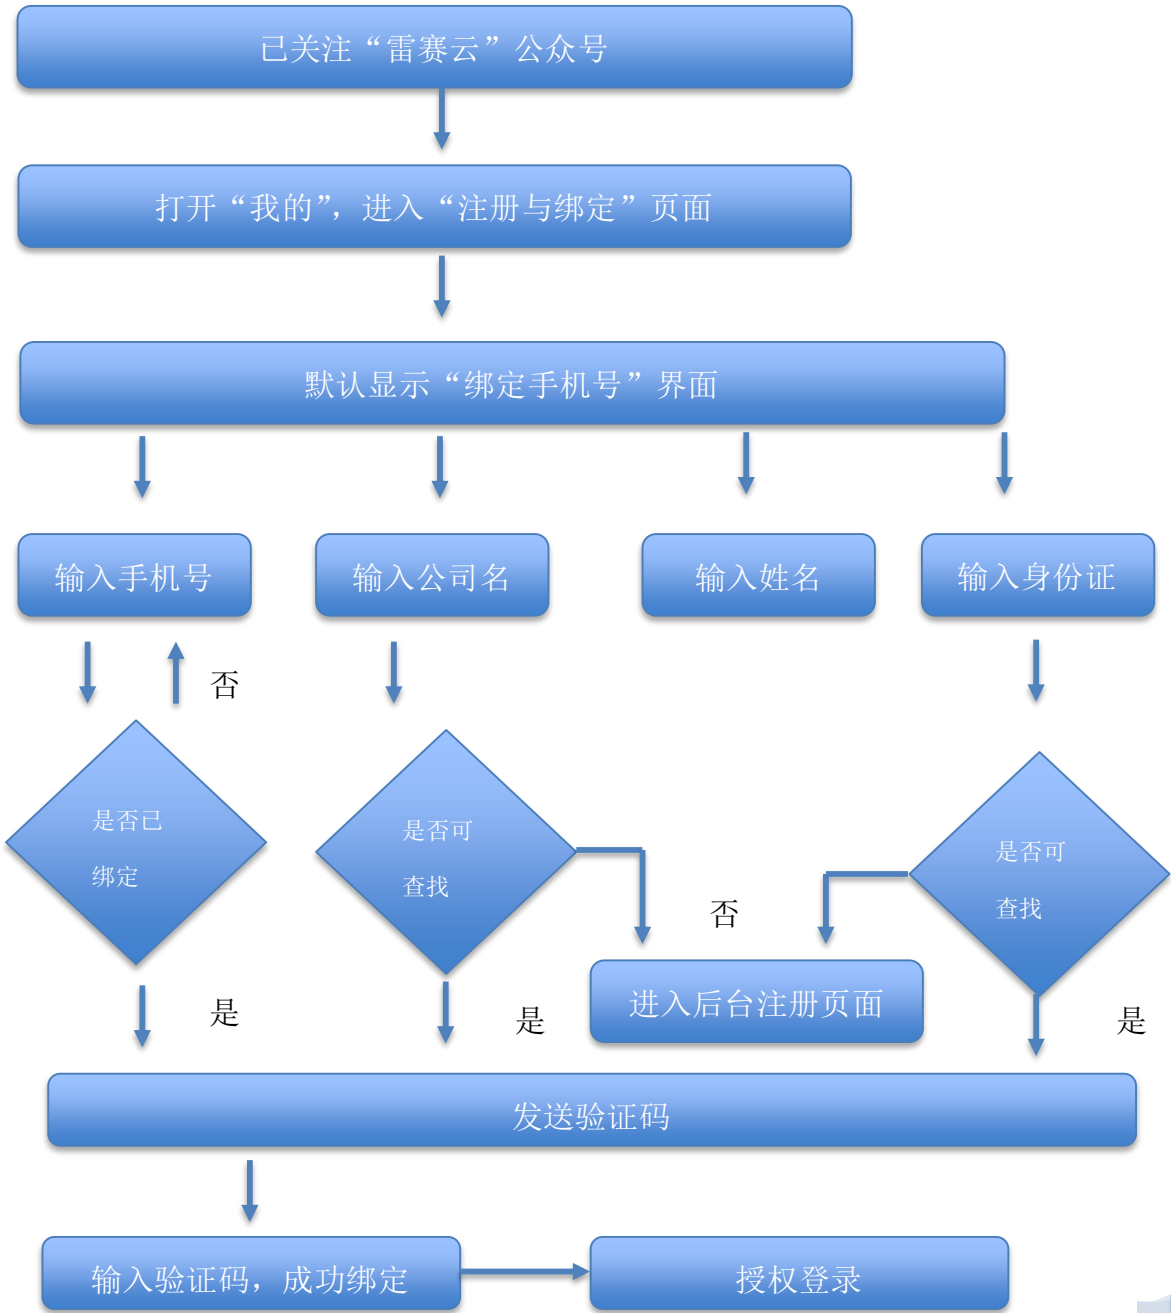 已关注“雷赛云”公众号
打开“我的”，进入“注册与绑定”页面
默认显示“绑定手机号”界面
输入手机号
输入公司名
输入姓名
输入身份证
否
是否已
绑定
是否可
查找
是否可
查找
否
进入后台注册页面
是
是
是
发送验证码
输入验证码，成功绑定
授权登录